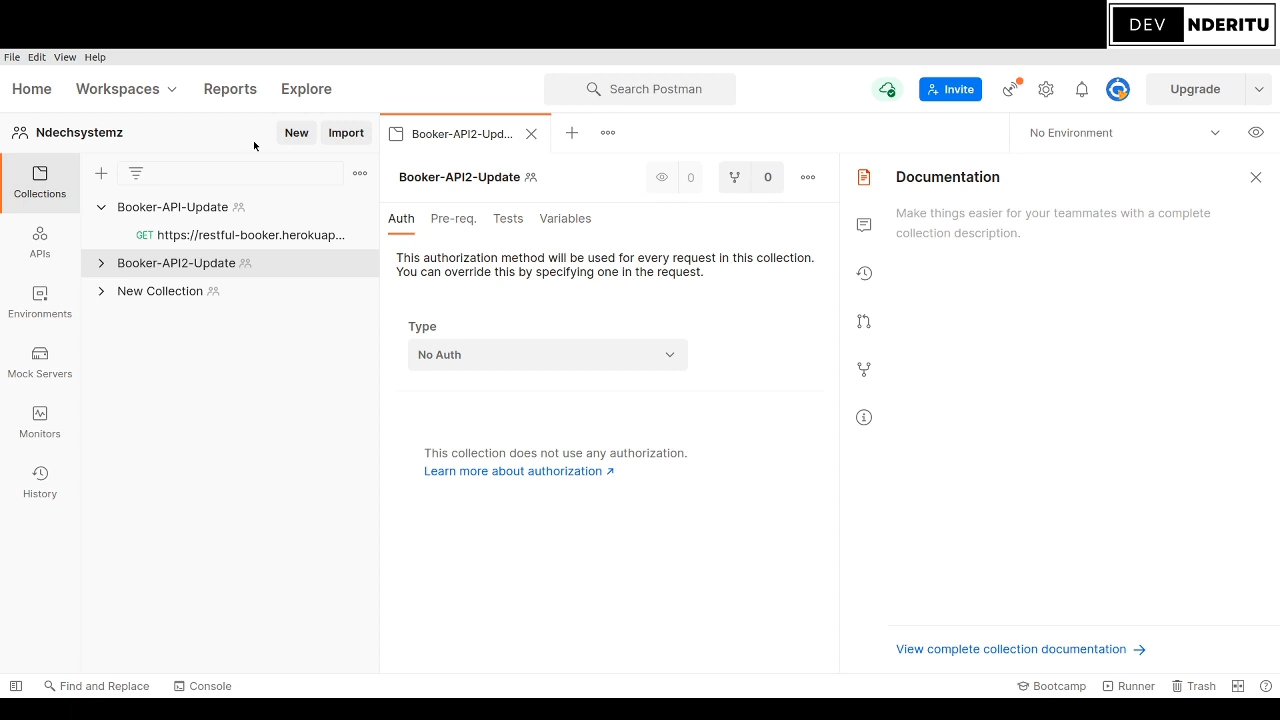 DEV NDERITU
File Edit View Help
Home Workspaces Reports Explore Search Postman Invite Upgrade
Ndechsystemz New Import Booker-API2-Upd... No Environment
Collections
APIs
Environments
Mock Servers
Monitors
History
Booker-API-Update
GET https://restful-booker.herokuap...
Booker-API2-Update
New Collection
Booker-API2-Update 0 0
Auth Pre-req. Tests Variables
This authorization method will be used for every request in this collection.
You can override this by specifying one in the request.
Type
No Auth
This collection does not use any authorization.
Learn more about authorization ↗
Documentation
Make things easier for your teammates with a complete
collection description.
View complete collection documentation →
Find and Replace Console Bootcamp Runner Trash